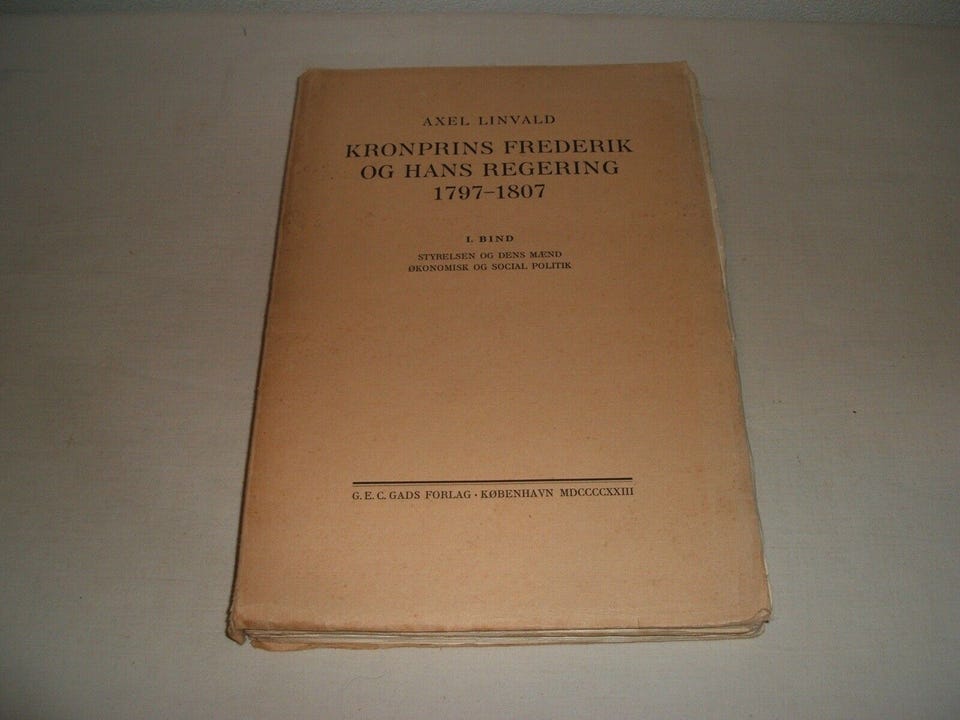 AXEL LINVALD
KRONPRINS FREDERIK
OG HANS REGERING
1797-1807
I. BIND
STYRELSEN OG DENS MÆND
ØKONOMISK OG SOCIAL POLITIK
G. E. C. GADS FORLAG · KØBENHAVN MDCCCCXXIII